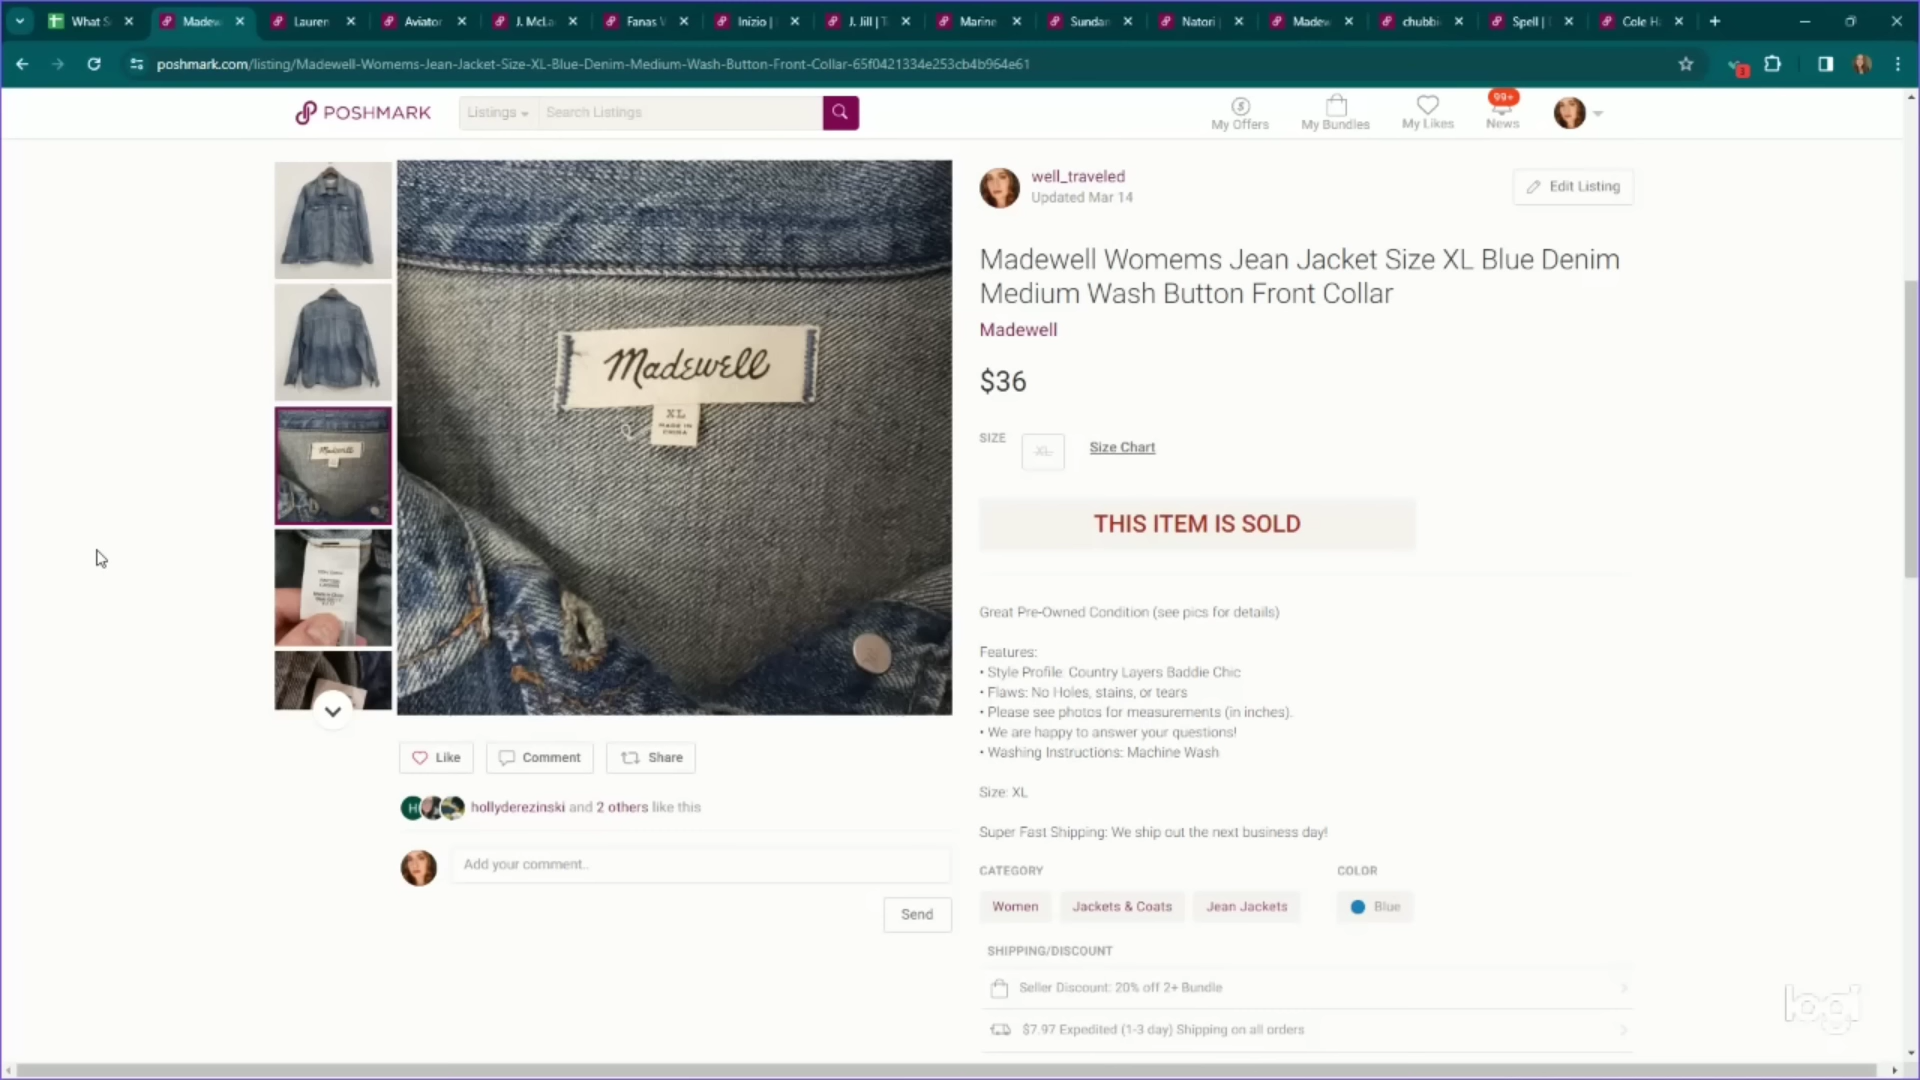 What S
Madew
Lauren
Aviator
J. McLa
Fanas V
Inizio |
J. Jill | T
Marine
Sundan
Natori
Madew
chubbi
Spell |
Cole H
poshmark.com/listing/Madewell-Womems-Jean-Jacket-Size-XL-Blue-Denim-Medium-Wash-Button-Front-Collar-65f0421334e253cb4b964e61
POSHMARK
Listings
Search Listings
My Offers
My Bundles
My Likes
99+
News
well_traveled
Updated Mar 14
Edit Listing
Madewell Womems Jean Jacket Size XL Blue Denim
Medium Wash Button Front Collar
Madewell
$36
SIZE
XL
Size Chart
THIS ITEM IS SOLD
Madewell
XL
MADE IN
CHINA
Great Pre-Owned Condition (see pics for details)
Features:
• Style Profile: Country Layers Baddie Chic
• Flaws: No Holes, stains, or tears
• Please see photos for measurements (in inches).
• We are happy to answer your questions!
• Washing Instructions: Machine Wash
Size: XL
Super Fast Shipping: We ship out the next business day!
Like
Comment
Share
hollyderezinski and 2 others like this
Add your comment..
Send
CATEGORY
COLOR
Women
Jackets & Coats
Jean Jackets
Blue
SHIPPING/DISCOUNT
Seller Discount: 20% off 2+ Bundle
$7.97 Expedited (1-3 day) Shipping on all orders
logi